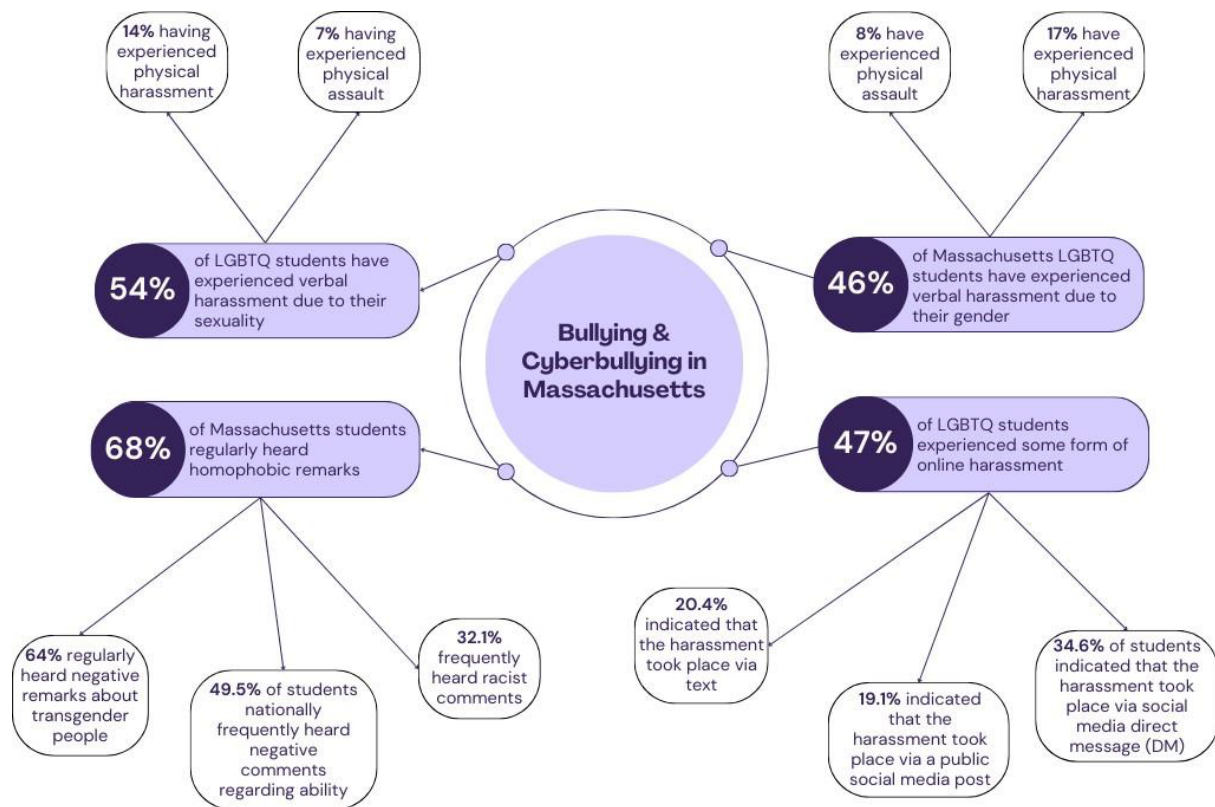 14% having
experienced
physical
harassment
7% having
experienced
physical
assault
8% have
experienced
physical
assault
17% have
experienced
physical
harassment
54%
of LGBTQ students have
experienced verbal
harassment due to their
sexuality
46%
of Massachusetts LGBTQ
students have experienced
verbal harassment due to
their gender
Bullying &
Cyberbullying in
Massachusetts
68%
of Massachusetts students
regularly heard
homophobic remarks
47%
of LGBTQ students
experienced some form of
online harassment
64% regularly
heard negative
remarks about
transgender
people
49.5% of students
nationally
frequently heard
negative
comments
regarding ability
32.1%
frequently
heard racist
comments
20.4%
indicated that
the harassment
took place via
text
19.1% indicated
that the
harassment took
place via a public
social media post
34.6% of students
indicated that the
harassment took
place via social
media direct
message (DM)